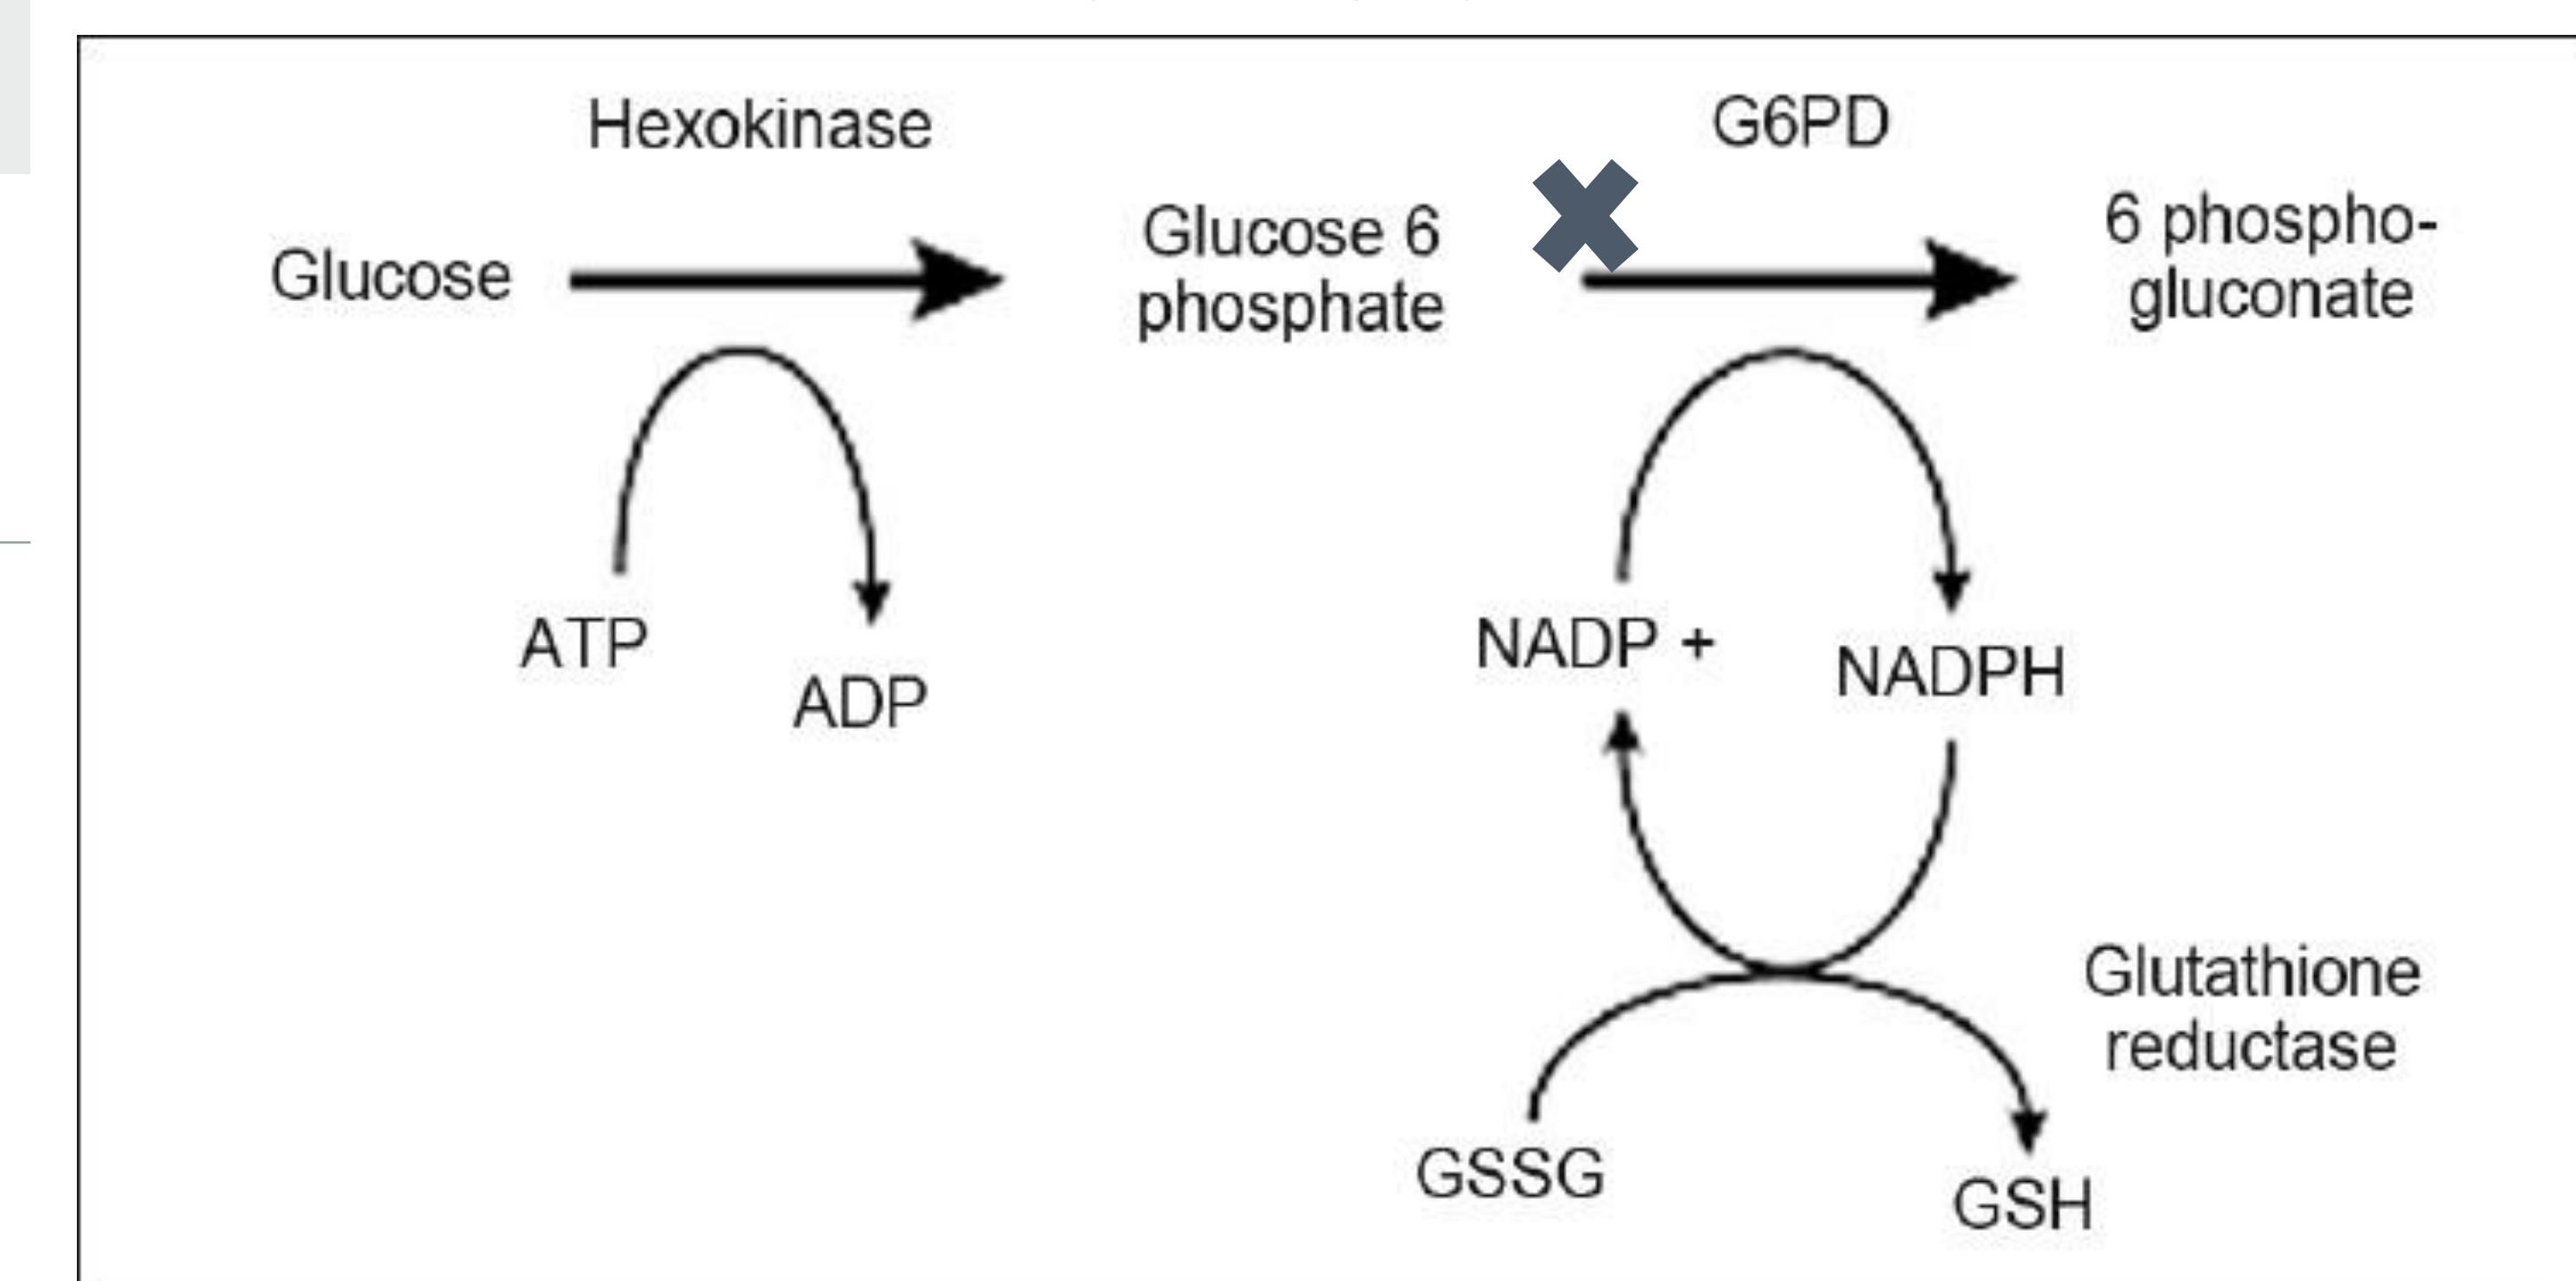 Hexokinase
G6PD
Glucose
Glucose 6
phosphate
6 phospho-
gluconate
ATP
ADP
NADP +
NADPH
Glutathione
reductase
GSSG
GSH